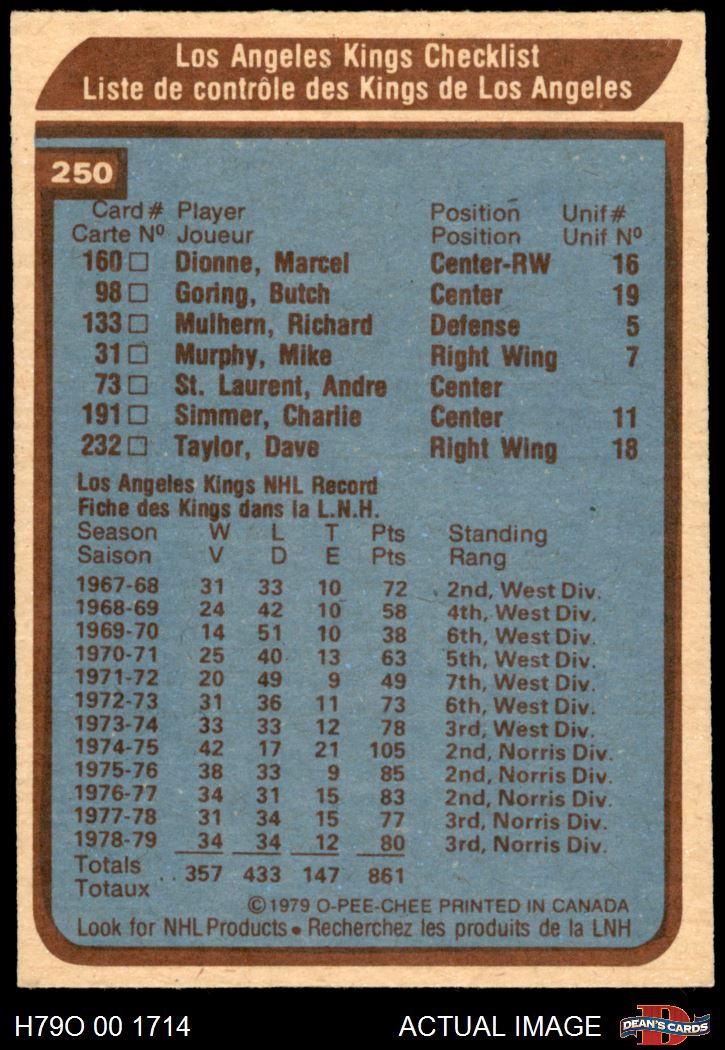 Los Angeles Kings Checklist
Liste de contrôle des Kings de Los Angeles
250
Card # Player Position Unif #
Carte Nº Joueur Position Unif Nº
160 □ Dionne, Marcel Center-RW 16
98 □ Goring, Butch Center 19
133 □ Mulhern, Richard Defense 5
31 □ Murphy, Mike Right Wing 7
73 □ St. Laurent, Andre Center
191 □ Simmer, Charlie Center 11
232 □ Taylor, Dave Right Wing 18
Los Angeles Kings NHL Record
Fiche des Kings dans la L.N.H.
Season W L T Pts Standing
Saison V D E Pts Rang
1967-68 31 33 10 72 2nd, West Div.
1968-69 24 42 10 58 4th, West Div.
1969-70 14 51 10 38 6th, West Div.
1970-71 25 40 13 63 5th, West Div.
1971-72 20 49 9 49 7th, West Div.
1972-73 31 36 11 73 6th, West Div.
1973-74 33 33 12 78 3rd, West Div.
1974-75 42 17 21 105 2nd, Norris Div.
1975-76 38 33 9 85 2nd, Norris Div.
1976-77 34 31 15 83 2nd, Norris Div.
1977-78 31 34 15 77 3rd, Norris Div.
1978-79 34 34 12 80 3rd, Norris Div.
Totals
Totaux .. 357 433 147 861
©1979 O-PEE-CHEE PRINTED IN CANADA
Look for NHL Products • Recherchez les produits de la LNH
H79O 00 1714 ACTUAL IMAGE D DEAN'S CARDS